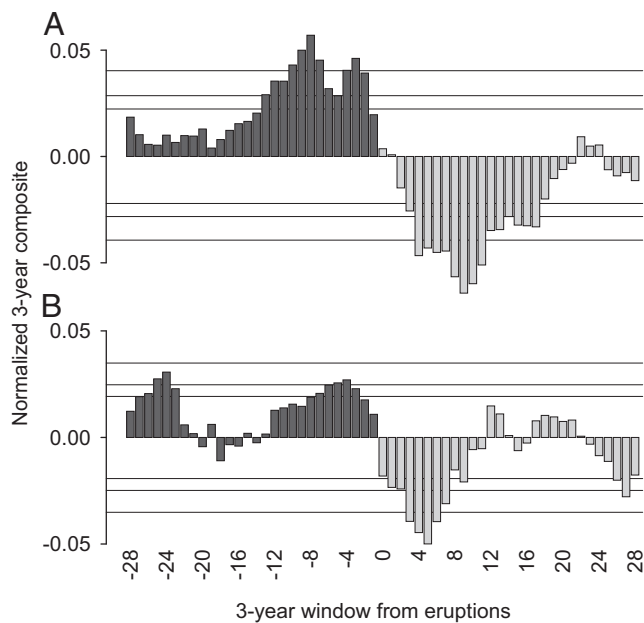 A
0.05
0.00
-0.05
B
0.05
0.00
-0.05
Normalized 3-year composite
-28 -24 -20 -16 -12 -8 -4 0 4 8 12 16 20 24 28
3-year window from eruptions